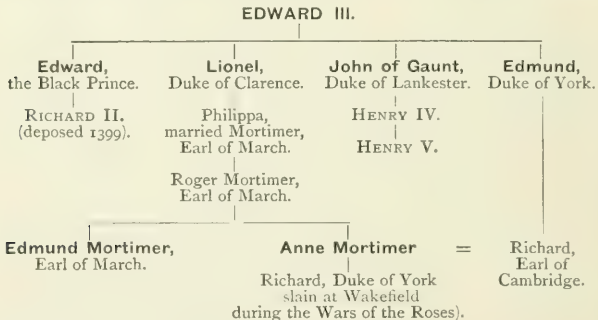 EDWARD III.
Edward,
the Black Prince.
RICHARD II.
(deposed 1399).
Lionel,
Duke of Clarence.
Philippa,
married Mortimer,
Earl of March.
Roger Mortimer,
Earl of March.
John of Gaunt,
Duke of Lankester.
HENRY IV.
HENRY V.
Edmund,
Duke of York.
Edmund Mortimer,
Earl of March.
Anne Mortimer
=
Richard,
Earl of
Cambridge.
Richard, Duke of York
slain at Wakefield
during the Wars of the Roses).